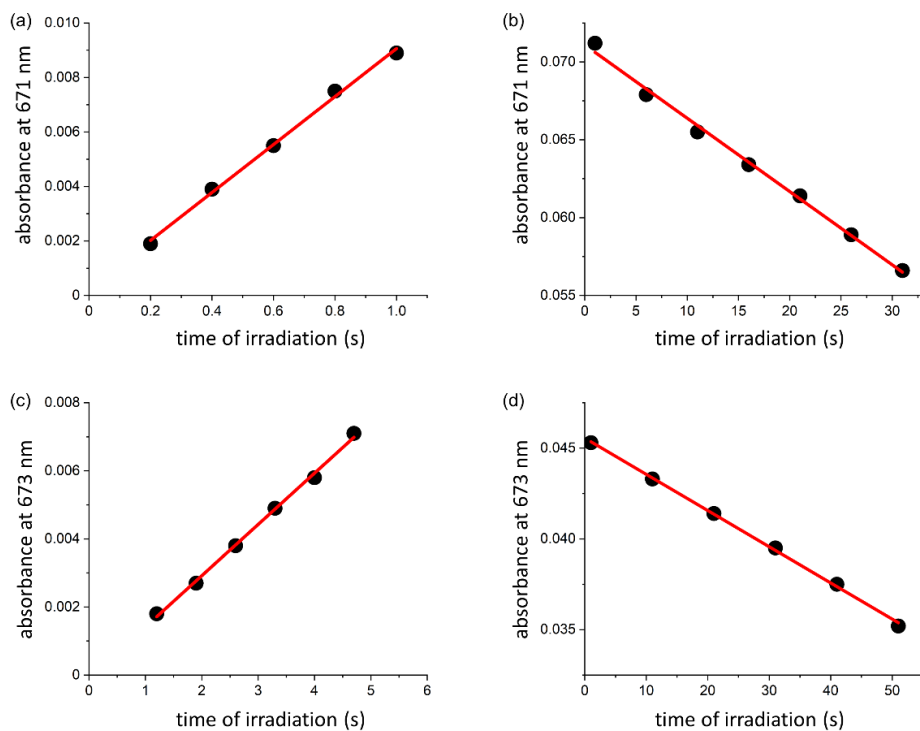 (a)
absorbance at 671 nm
0.010
0.008
0.006
0.004
0.002
0
0 0.2 0.4 0.6 0.8 1.0
time of irradiation (s)
(b)
absorbance at 671 nm
0.070
0.065
0.060
0.055
0 5 10 15 20 25 30
time of irradiation (s)
(c)
absorbance at 673 nm
0.008
0.006
0.004
0.002
0
0 1 2 3 4 5 6
time of irradiation (s)
(d)
absorbance at 673 nm
0.045
0.040
0.035
0 10 20 30 40 50
time of irradiation (s)